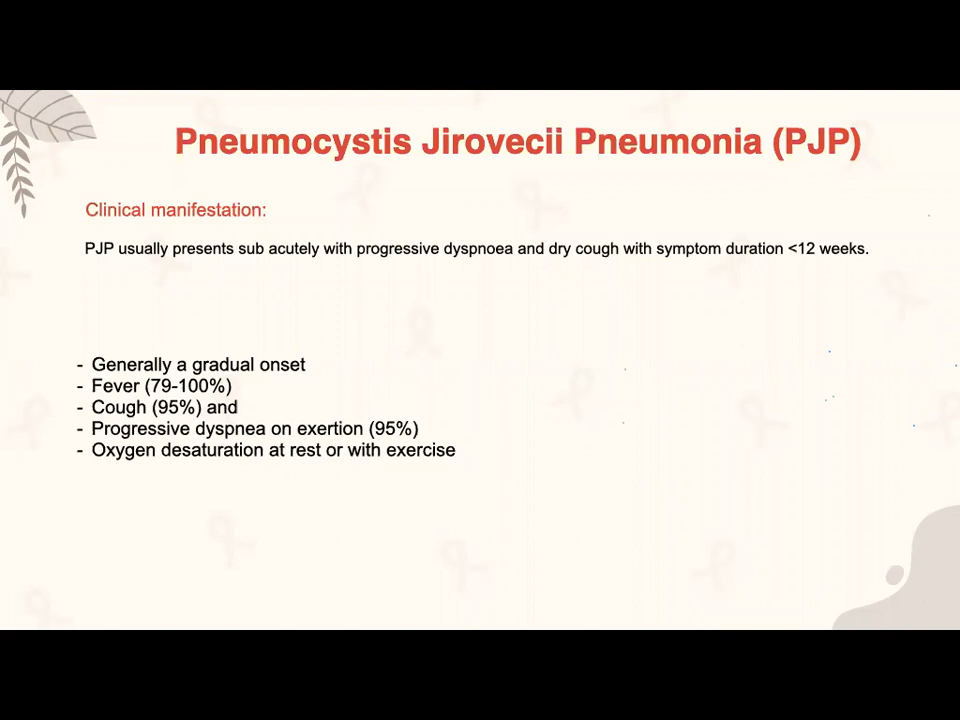 Pneumocystis Jirovecii Pneumonia (PJP)
Clinical manifestation:
PJP usually presents sub acutely with progressive dyspnoea and dry cough with symptom duration <12 weeks.
- Generally a gradual onset
- Fever (79-100%)
- Cough (95%) and
- Progressive dyspnea on exertion (95%)
- Oxygen desaturation at rest or with exercise